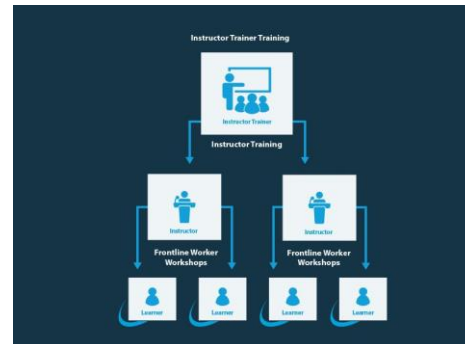 Instructor Trainer Training
Instructor Trainer
Instructor Training
Instructor
Instructor
Frontline Worker
Workshops
Frontline Worker
Workshops
Learner
Learner
Learner
Learner